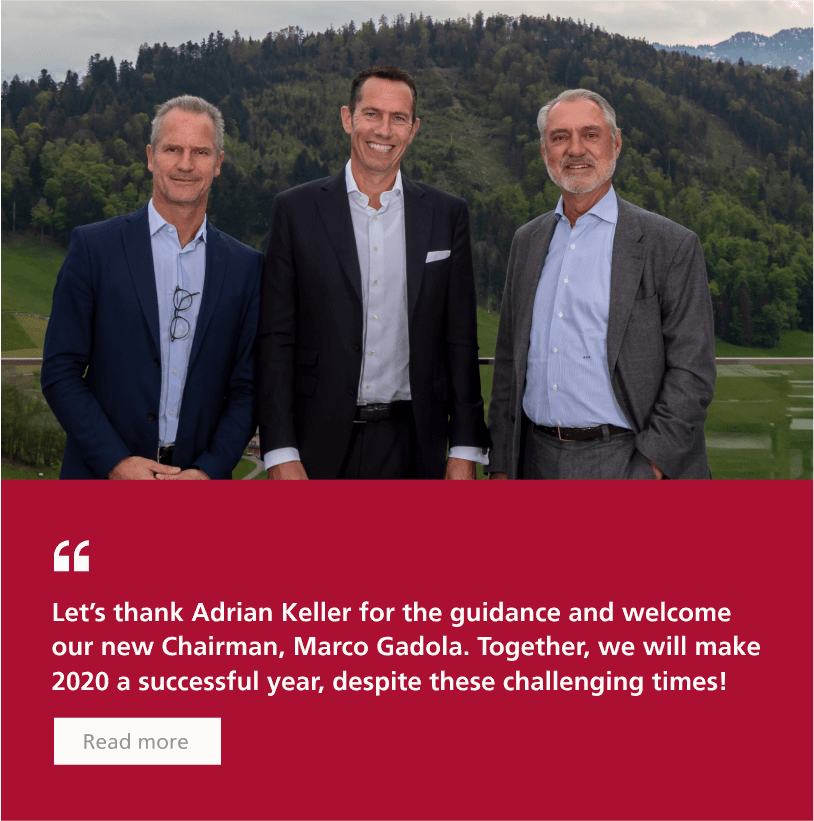 “
Let’s thank Adrian Keller for the guidance and welcome
our new Chairman, Marco Gadola. Together, we will make
2020 a successful year, despite these challenging times!
Read more